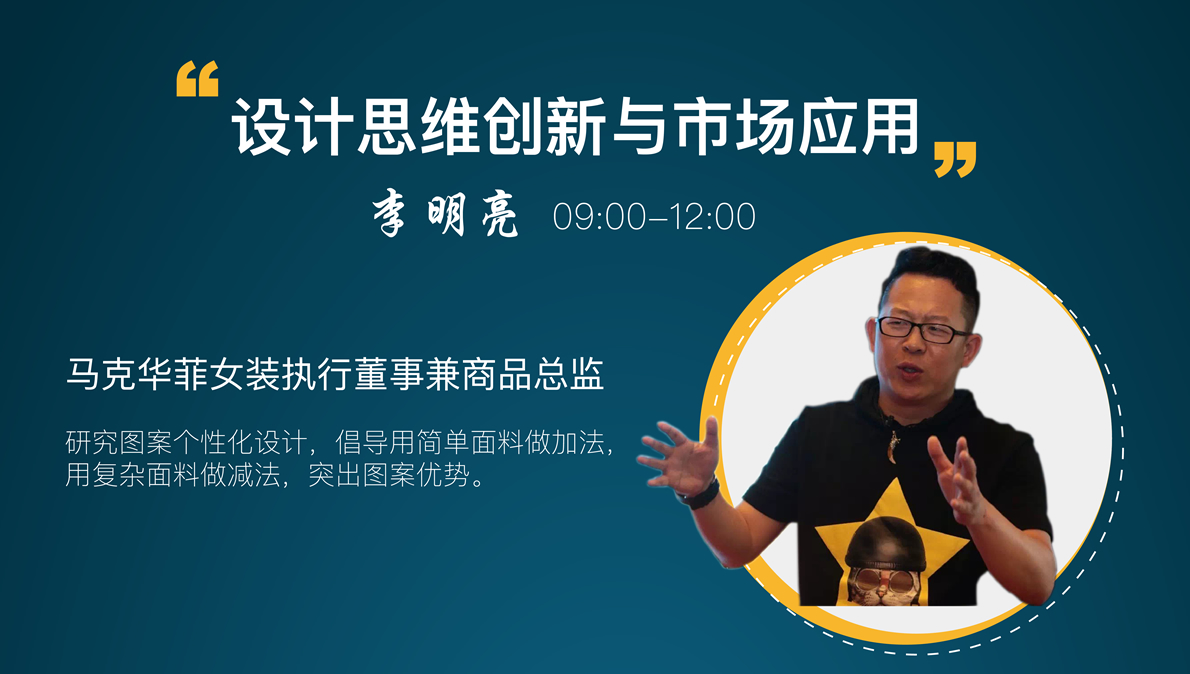 “设计思维创新与市场应用”
李明亮 09:00–12:00
马克华菲女装执行董事兼商品总监
研究图案个性化设计，倡导用简单面料做加法，
用复杂面料做减法，突出图案优势。